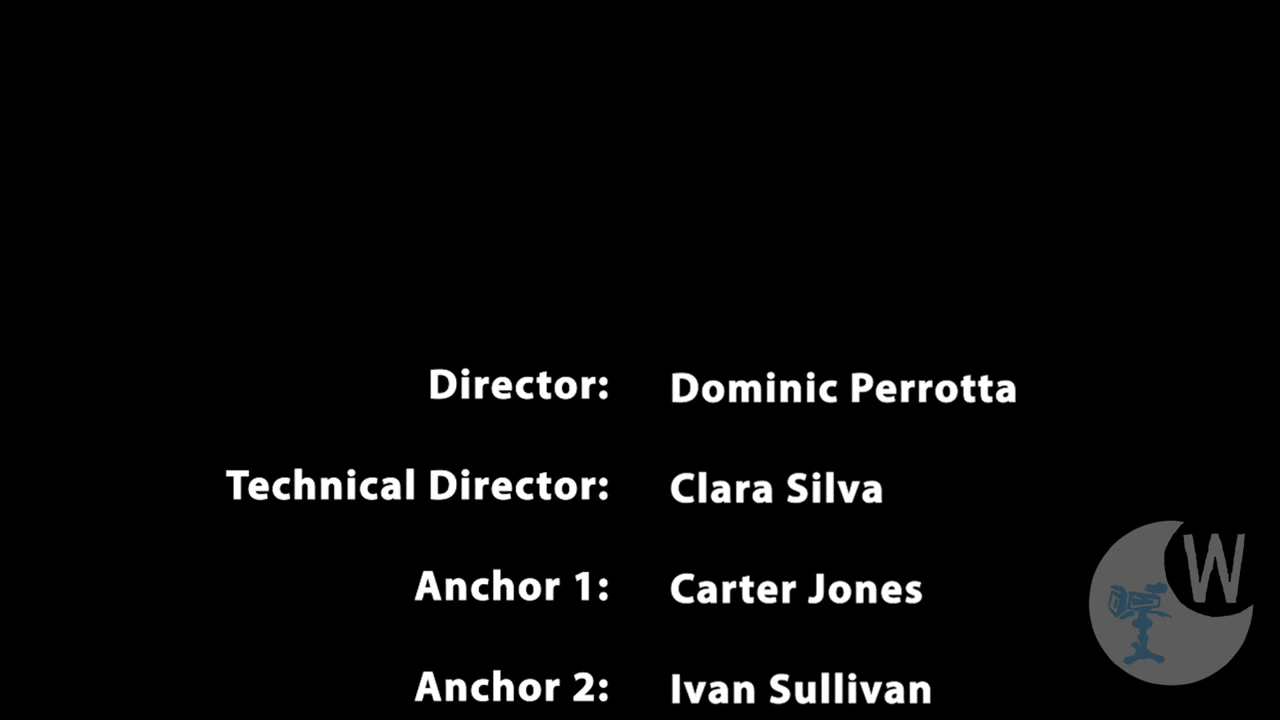 Director: Dominic Perrotta
Technical Director: Clara Silva
Anchor 1: Carter Jones
Anchor 2: Ivan Sullivan
W